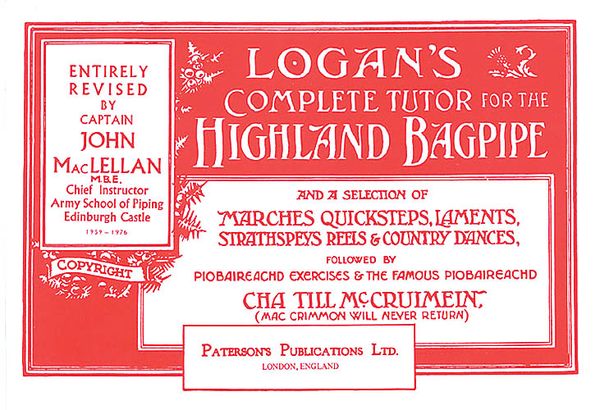 ENTIRELY
REVISED
BY
CAPTAIN
JOHN
MACLELLAN
M.B.E.
Chief Instructor
Army School of Piping
Edinburgh Castle
1959–1976
COPYRIGHT
LOGAN'S
COMPLETE TUTOR FOR THE
HIGHLAND BAGPIPE
AND A SELECTION OF
MARCHES QUICKSTEPS, LAMENTS,
STRATHSPEYS REELS & COUNTRY DANCES,
FOLLOWED BY
PIOBAIREACHD EXERCISES & THE FAMOUS PIOBAIREACHD
CHA TILL McCRUIMEIN,
(MAC CRIMMON WILL NEVER RETURN)
PATERSON'S PUBLICATIONS LTD.
LONDON, ENGLAND